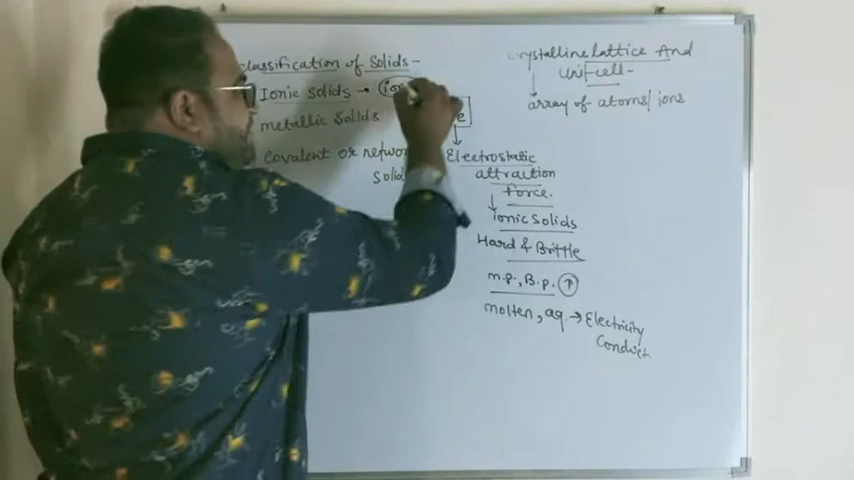 classification of Solids-
Ionic Solids → ion
metallic Solids
covalent or network
Solid
Electrostatic
attraction
force.
ionic solids
Hard & Brittle
m.p., B.p. ↑
molten, aq. → Electricity
Conduct
crystalline lattice And
Unit cell-
array of atoms/ions